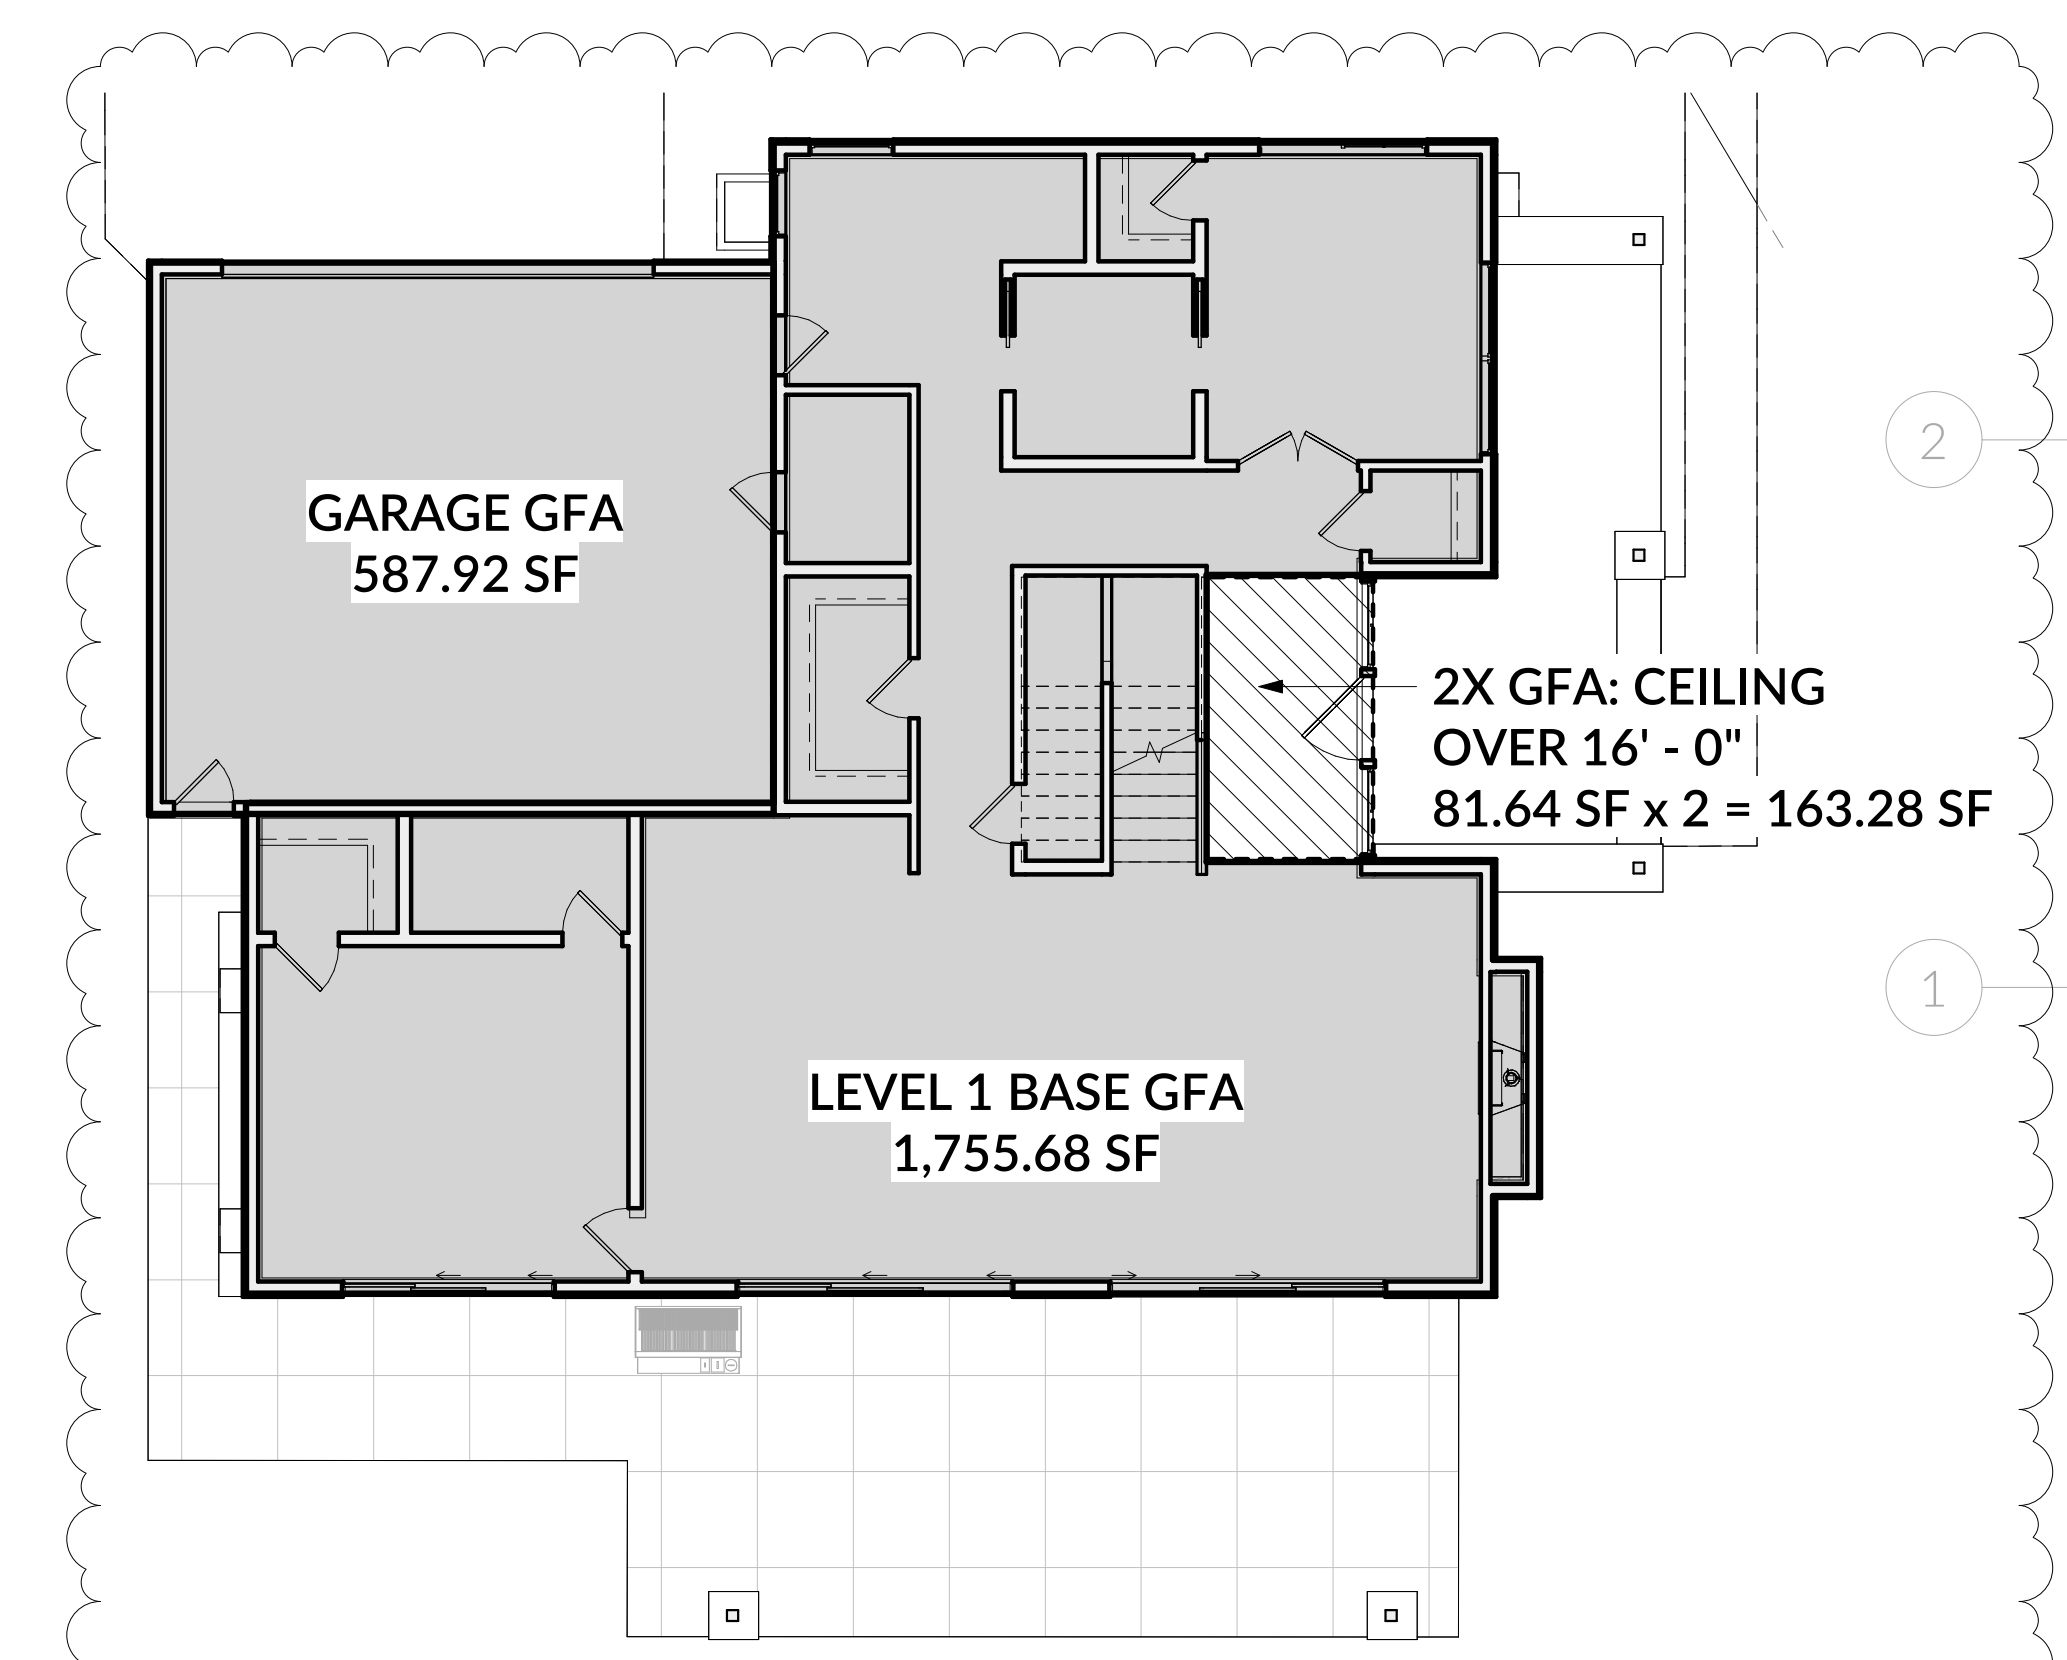 2
GARAGE GFA
587.92 SF
2X GFA: CEILING
OVER 16' - 0"
81.64 SF x 2 = 163.28 SF
1
LEVEL 1 BASE GFA
1,755.68 SF